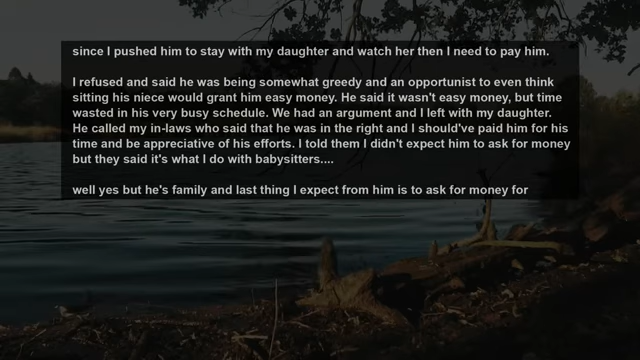 since I pushed him to stay with my daughter and watch her then I need to pay him.
I refused and said he was being somewhat greedy and an opportunist to even think
sitting his niece would grant him easy money. He said it wasn't easy money, but time
wasted in his very busy schedule. We had an argument and I left with my daughter.
He called my in-laws who said that he was in the right and I should've paid him for his
time and be appreciative of his efforts. I told them I didn't expect him to ask for money
but they said it's what I do with babysitters....
well yes but he's family and last thing I expect from him is to ask for money for